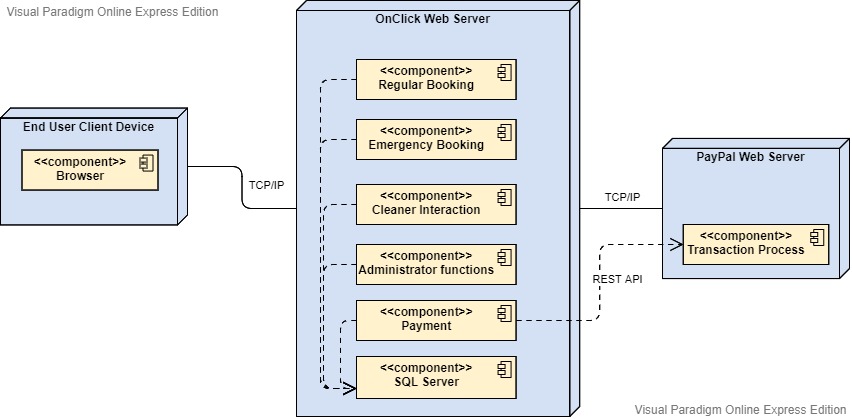 Visual Paradigm Online Express Edition
OnClick Web Server
<<component>>
Regular Booking
<<component>>
Emergency Booking
<<component>>
Cleaner Interaction
<<component>>
Administrator functions
<<component>>
Payment
<<component>>
SQL Server
End User Client Device
<<component>>
Browser
TCP/IP
TCP/IP
REST API
PayPal Web Server
<<component>>
Transaction Process
Visual Paradigm Online Express Edition